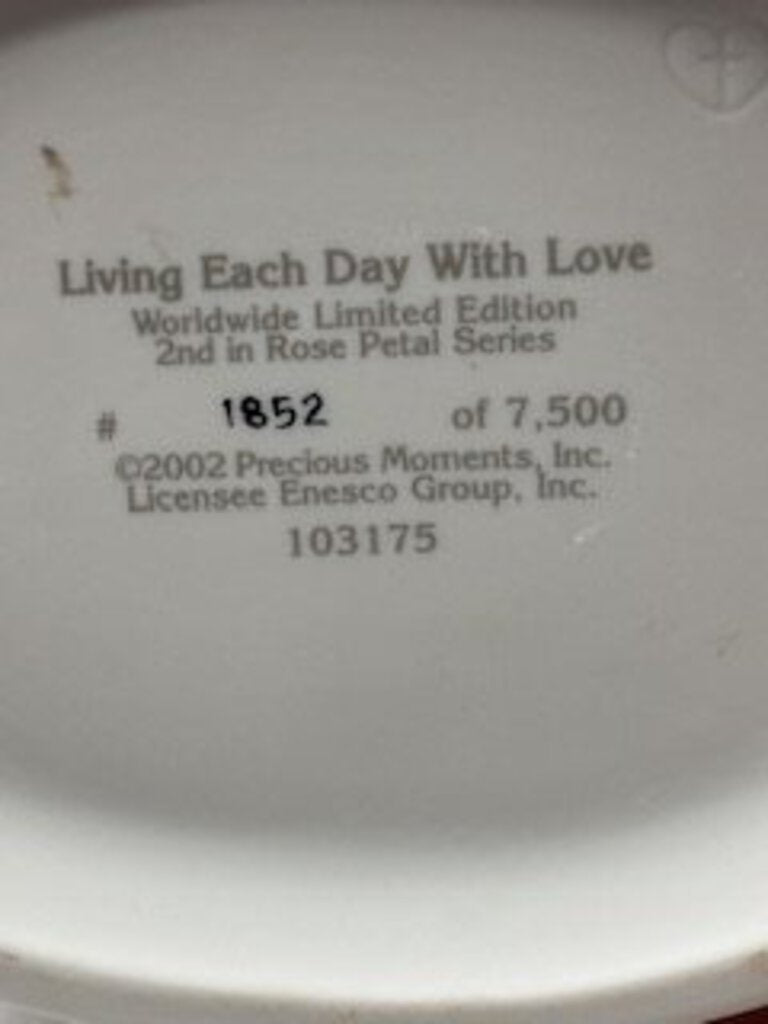 Living Each Day With Love
Worldwide Limited Edition
2nd in Rose Petal Series
# 1852 of 7,500
©2002 Precious Moments, Inc.
Licensee Enesco Group, Inc.
103175